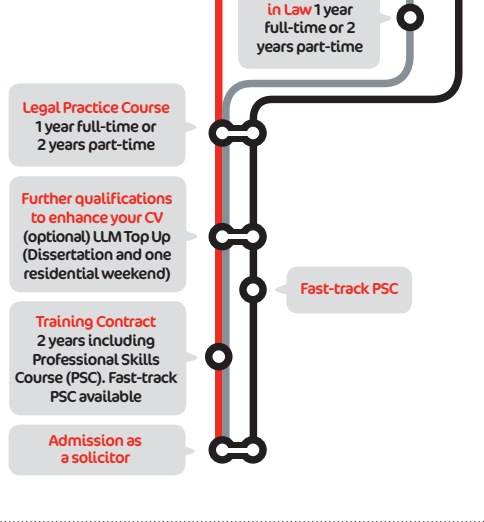 in Law 1 year
full-time or 2
years part-time
Legal Practice Course
1 year full-time or
2 years part-time
Further qualifications
to enhance your CV
(optional) LLM Top Up
(Dissertation and one
residential weekend)
Fast-track PSC
Training Contract
2 years including
Professional Skills
Course (PSC). Fast-track
PSC available
Admission as
a solicitor